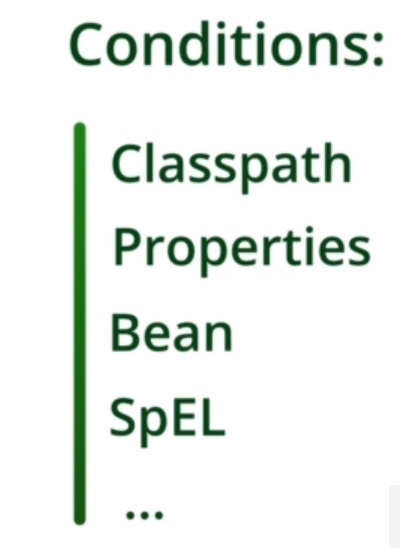 Conditions:
Classpath
Properties
Bean
SpEL
...